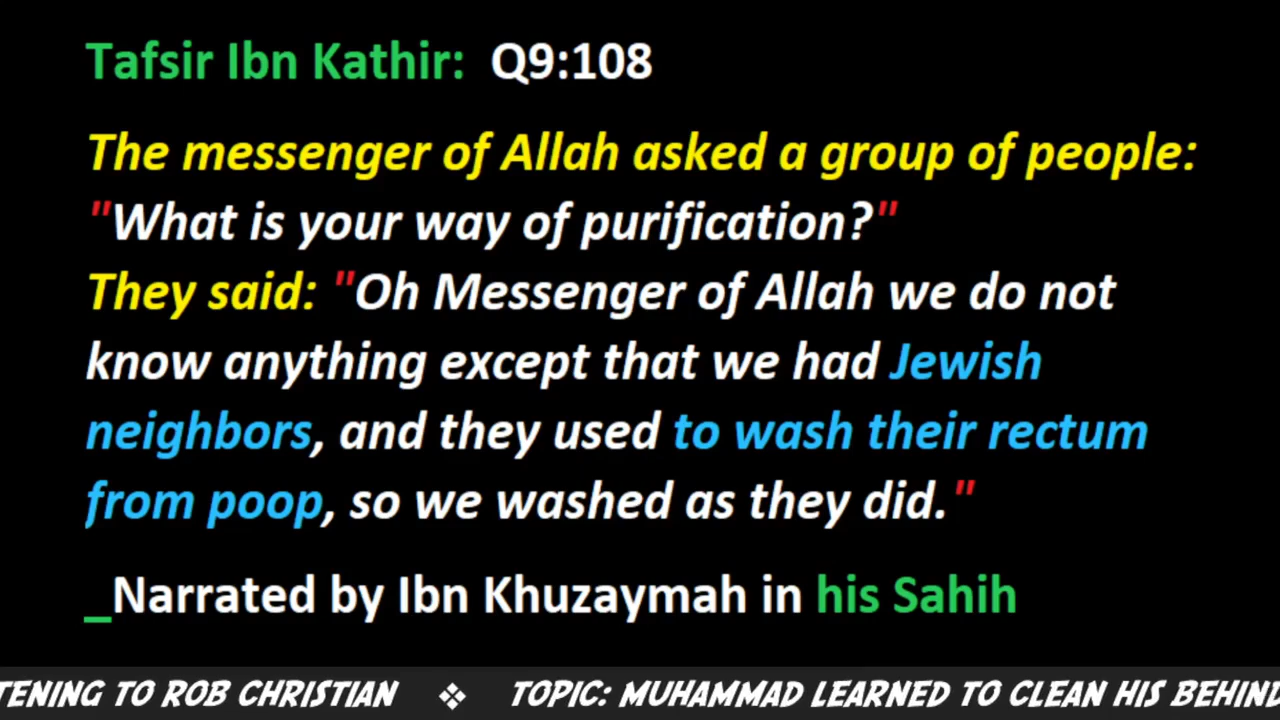 Tafsir Ibn Kathir: Q9:108
The messenger of Allah asked a group of people:
"What is your way of purification?"
They said: "Oh Messenger of Allah we do not
know anything except that we had Jewish
neighbors, and they used to wash their rectum
from poop, so we washed as they did."
_Narrated by Ibn Khuzaymah in his Sahih
TENING TO ROB CHRISTIAN ❖ TOPIC: MUHAMMAD LEARNED TO CLEAN HIS BEHIND